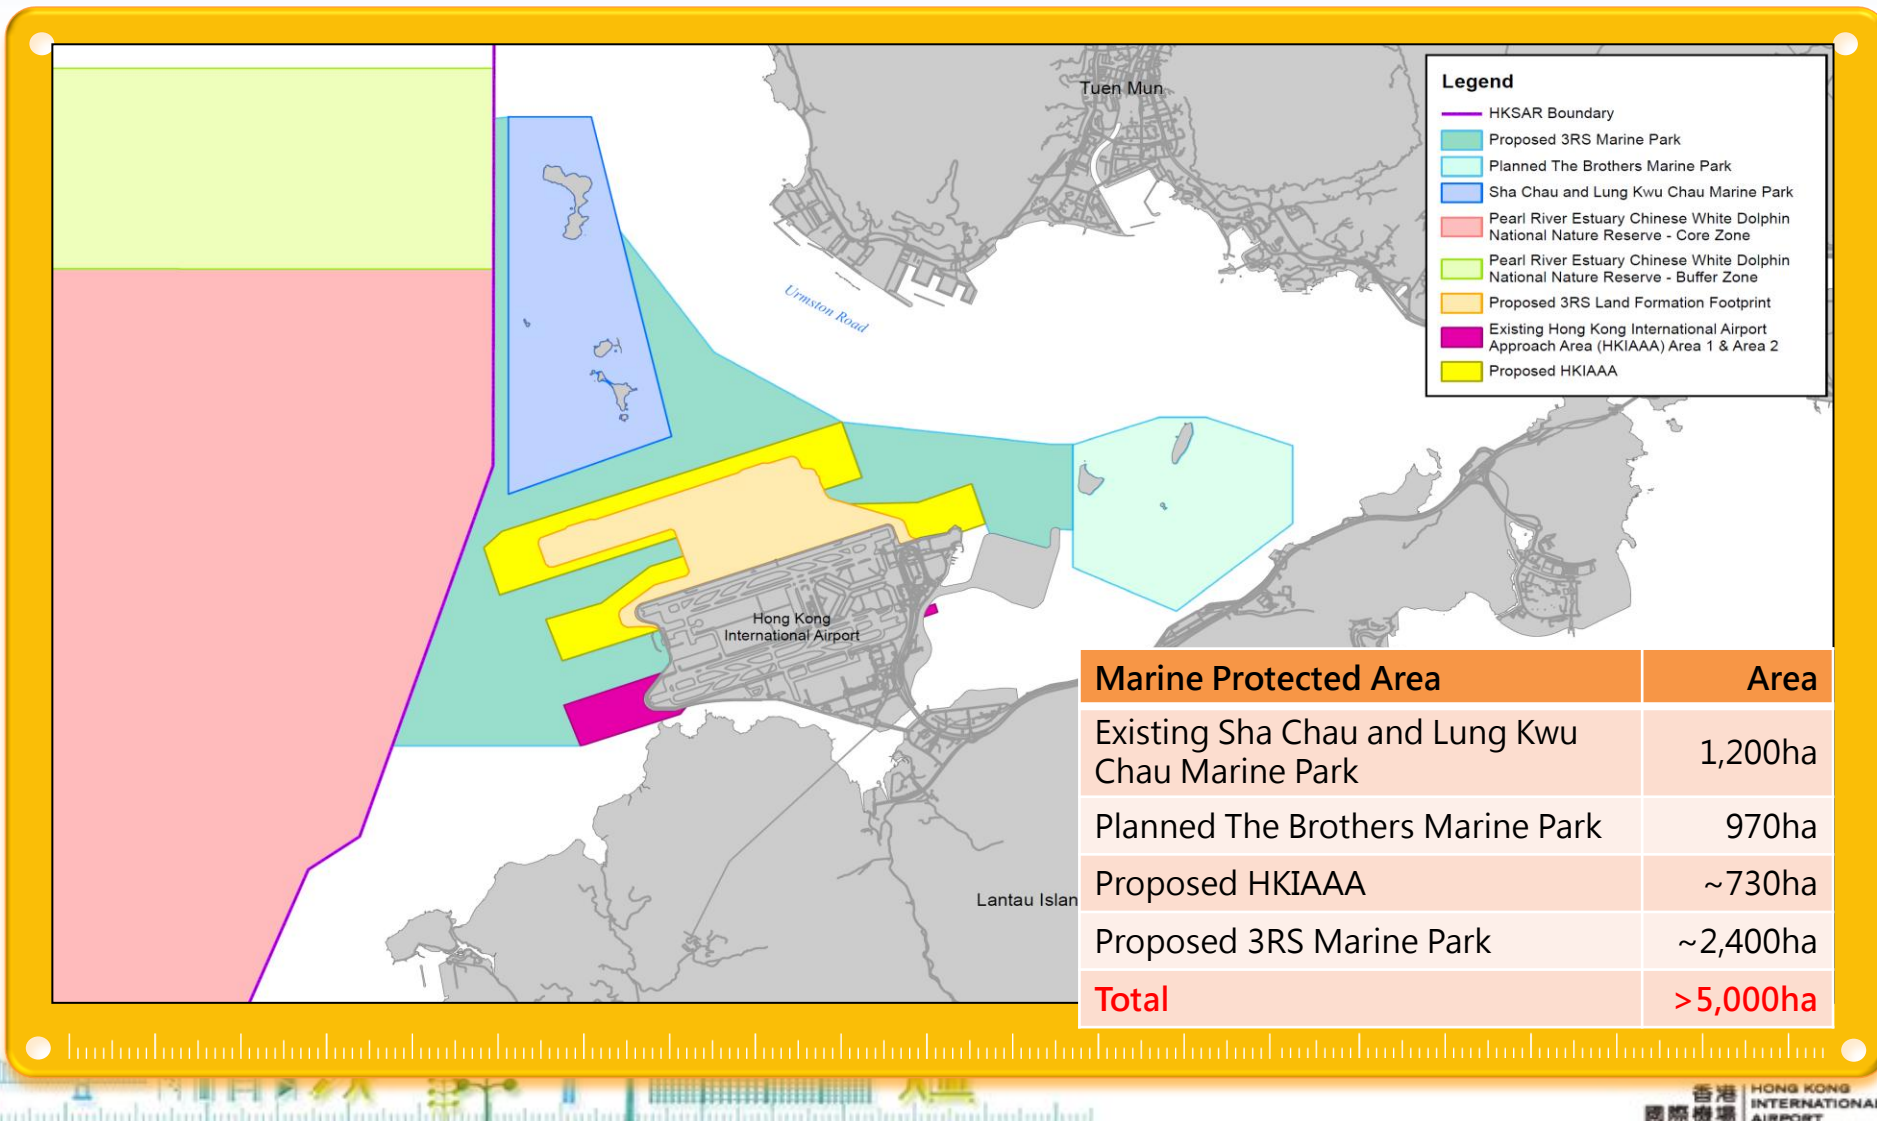 Tuen Mun
Urmston Road
Hong Kong
International Airport
Lantau Islan
Legend
HKSAR Boundary
Proposed 3RS Marine Park
Planned The Brothers Marine Park
Sha Chau and Lung Kwu Chau Marine Park
Pearl River Estuary Chinese White Dolphin
National Nature Reserve - Core Zone
Pearl River Estuary Chinese White Dolphin
National Nature Reserve - Buffer Zone
Proposed 3RS Land Formation Footprint
Existing Hong Kong International Airport
Approach Area (HKIAAA) Area 1 & Area 2
Proposed HKIAAA
Marine Protected Area Area
Existing Sha Chau and Lung Kwu
Chau Marine Park 1,200ha
Planned The Brothers Marine Park 970ha
Proposed HKIAAA ~730ha
Proposed 3RS Marine Park ~2,400ha
Total >5,000ha
香港
國際機場
HONG KONG
INTERNATIONAL
AIRPORT